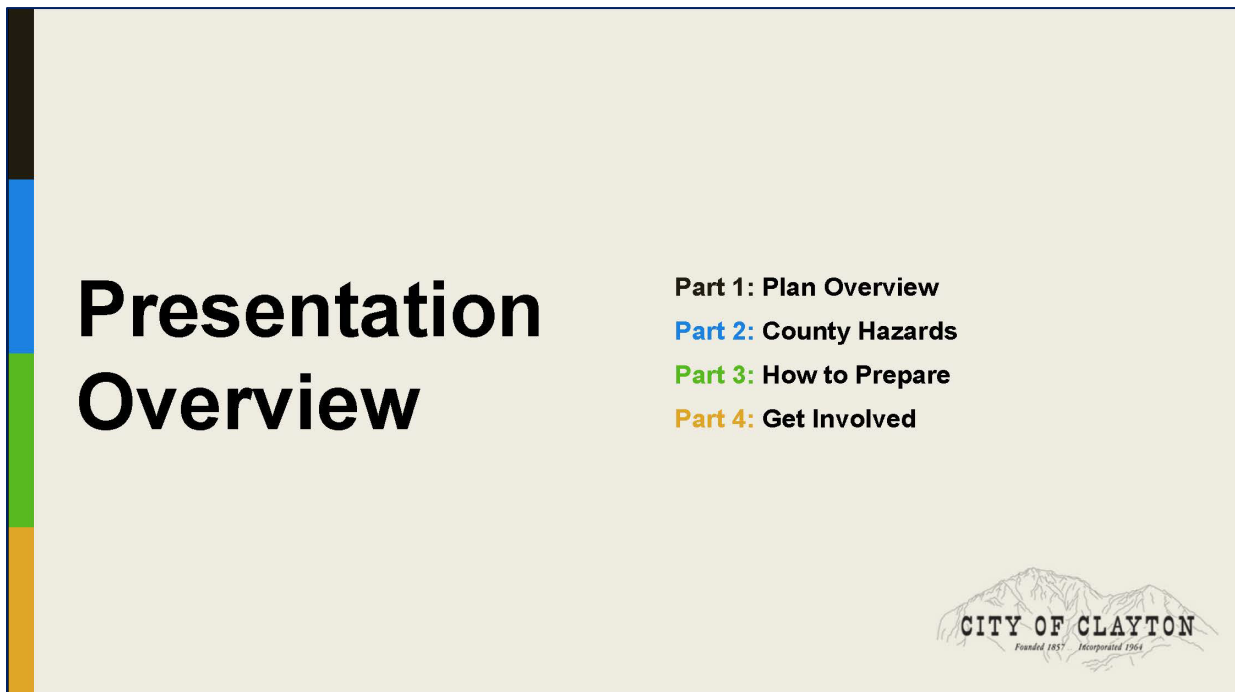 Presentation
Overview
Part 1: Plan Overview
Part 2: County Hazards
Part 3: How to Prepare
Part 4: Get Involved
CITY OF CLAYTON
Founded 1857 Incorporated 1964